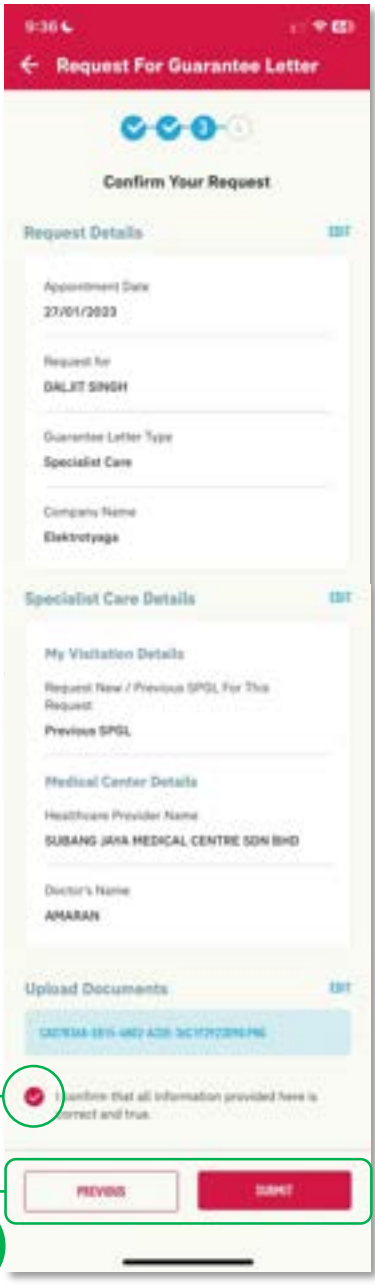 9:36
Request For Guarantee Letter
3
4
Confirm Your Request
Request Details
EDIT
Appointment Date
27/01/2023
Request for
DALJIT SINGH
Guarantee Letter Type
Specialist Care
Company Name
Elektrotyaga
Specialist Care Details
EDIT
My Visitation Details
Request New / Previous SPGL For This
Request
Previous SPGL
Medical Center Details
Healthcare Provider Name
SUBANG JAYA MEDICAL CENTRE SDN BHD
Doctor's Name
AMARAN
Upload Documents
EDIT
I confirm that all information provided here is
correct and true.
PREVIOUS
SUBMIT